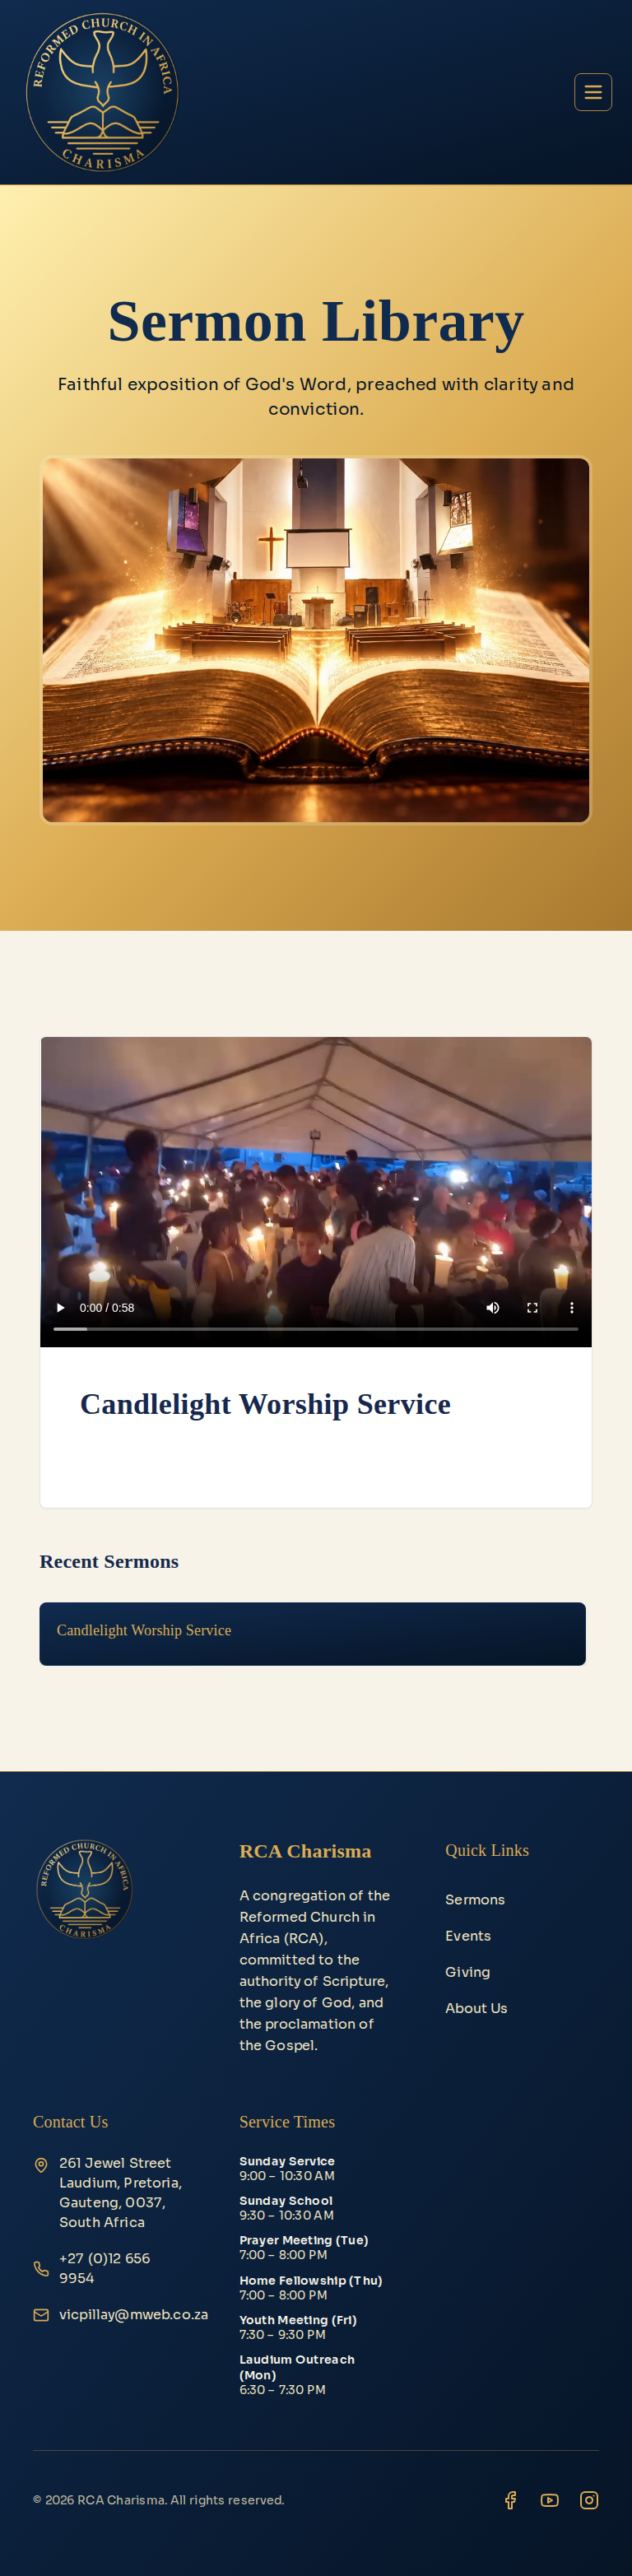 REFORMED CHURCH IN AFRICA
CHARISMA
Sermon Library
Faithful exposition of God's Word, preached with clarity and
conviction.
0:00 / 0:58
Candlelight Worship Service
Recent Sermons
Candlelight Worship Service
REFORMED CHURCH IN AFRICA
CHARISMA
RCA Charisma
A congregation of the
Reformed Church in
Africa (RCA),
committed to the
authority of Scripture,
the glory of God, and
the proclamation of
the Gospel.
Quick Links
Sermons
Events
Giving
About Us
Contact Us
261 Jewel Street
Laudium, Pretoria,
Gauteng, 0037,
South Africa
+27 (0)12 656
9954
vicpillay@mweb.co.za
Service Times
Sunday Service
9:00 – 10:30 AM
Sunday School
9:30 – 10:30 AM
Prayer Meeting (Tue)
7:00 – 8:00 PM
Home Fellowship (Thu)
7:00 – 8:00 PM
Youth Meeting (Fri)
7:30 – 9:30 PM
Laudium Outreach
(Mon)
6:30 – 7:30 PM
© 2026 RCA Charisma. All rights reserved.